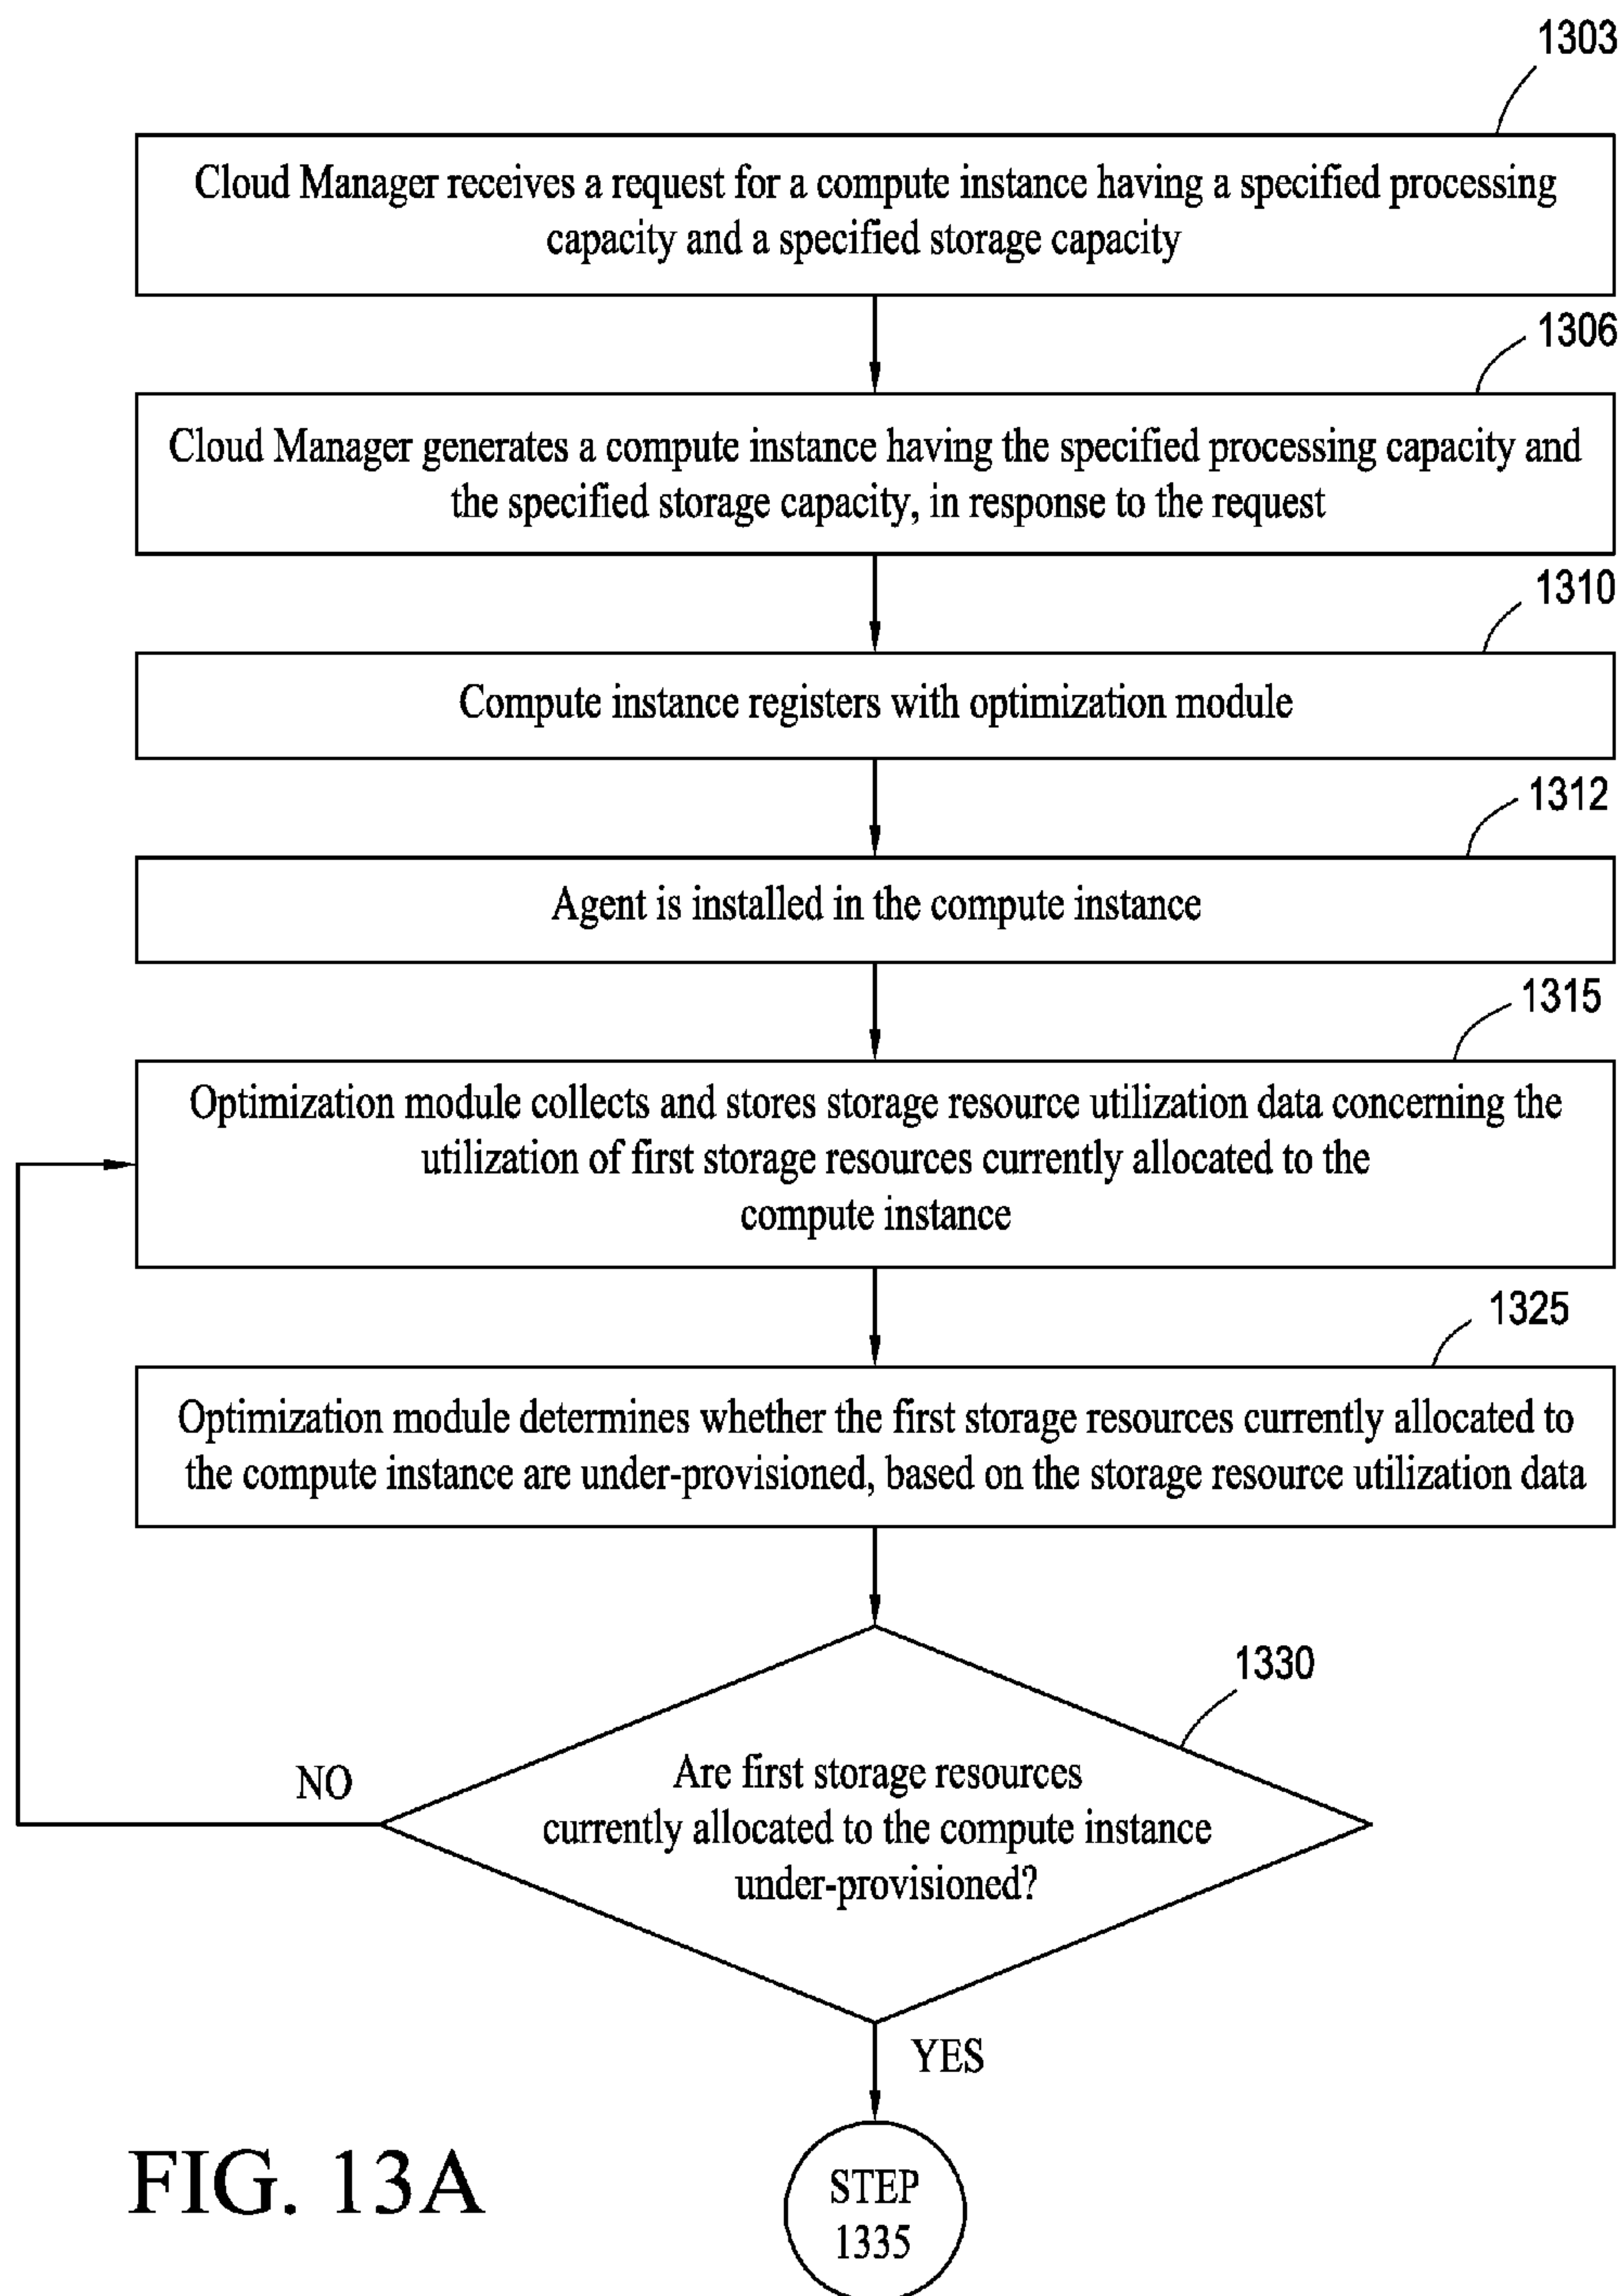 1303
Cloud Manager receives a request for a compute instance having a specified processing
capacity and a specified storage capacity
1306
Cloud Manager generates a compute instance having the specified processing capacity and
the specified storage capacity, in response to the request
1310
Compute instance registers with optimization module
1312
Agent is installed in the compute instance
1315
Optimization module collects and stores storage resource utilization data concerning the
utilization of first storage resources currently allocated to the
compute instance
1325
Optimization module determines whether the first storage resources currently allocated to
the compute instance are under-provisioned, based on the storage resource utilization data
1330
Are first storage resources
currently allocated to the compute instance
under-provisioned?
NO
YES
STEP
1335
FIG. 13A